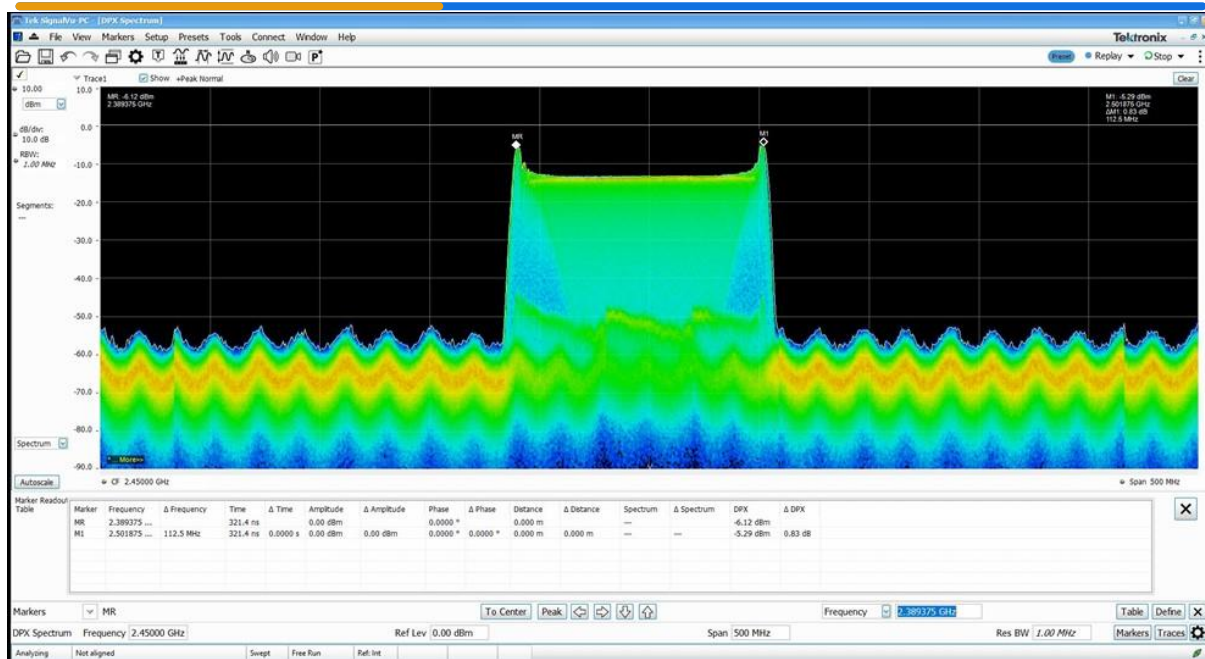 Tek SignalVu-PC - [DPX Spectrum]
File View Markers Setup Presets Tools Connect Window Help
Tektronix
Preset Replay Stop
Trace1 Show +Peak Normal Clear
10.00
dBm
dB/div:
10.0 dB
RBW:
1.00 MHz
Segments:
---
Spectrum
Autoscale
10.0
0.0
-10.0
-20.0
-30.0
-40.0
-50.0
-60.0
-70.0
-80.0
-90.0
MR: -6.12 dBm
2.389375 GHz
M1: -5.29 dBm
2.501875 GHz
ΔM1: 0.83 dB
112.5 MHz
MR
M1
More>>
CF 2.45000 GHz
Span 500 MHz
Marker Readout
Table
Marker Frequency Δ Frequency Time Δ Time Amplitude Δ Amplitude Phase Δ Phase Distance Δ Distance Spectrum Δ Spectrum DPX Δ DPX
MR 2.389375 ... 321.4 ns 0.00 dBm 0.0000 ° 0.000 m --- -6.12 dBm
M1 2.501875 ... 112.5 MHz 321.4 ns 0.0000 s 0.00 dBm 0.00 dBm 0.0000 ° 0.0000 ° 0.000 m 0.000 m --- --- -5.29 dBm 0.83 dB
Markers MR To Center Peak Frequency 2.389375 GHz Table Define X
DPX Spectrum Frequency 2.45000 GHz Ref Lev 0.00 dBm Span 500 MHz Res BW 1.00 MHz Markers Traces
Analyzing Not aligned Swept Free Run Ref: Int